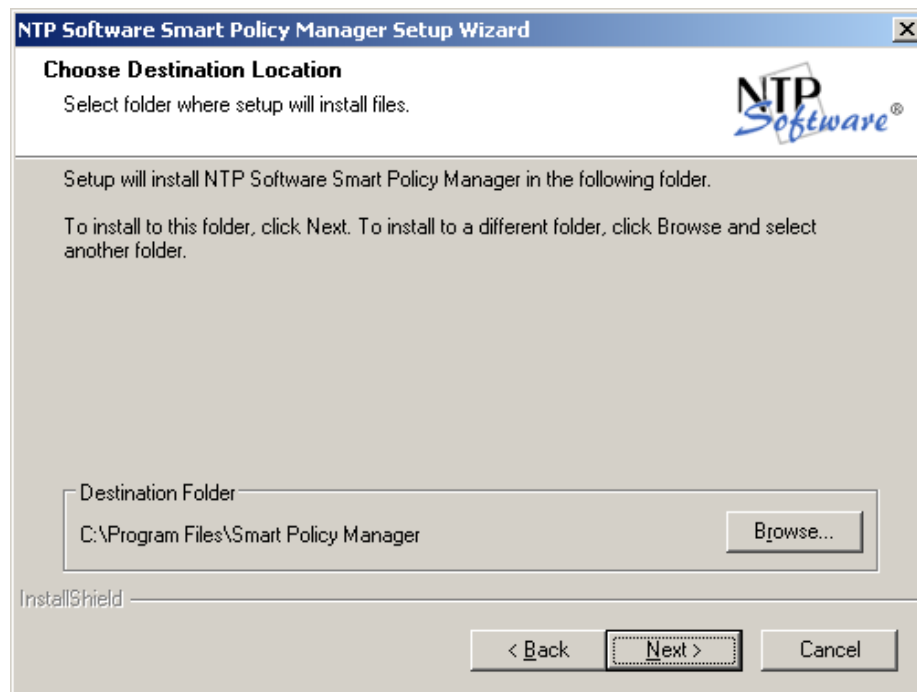 NTP Software Smart Policy Manager Setup Wizard
Choose Destination Location
Select folder where setup will install files.
NTP
Software®
Setup will install NTP Software Smart Policy Manager in the following folder.
To install to this folder, click Next. To install to a different folder, click Browse and select
another folder.
Destination Folder
C:\Program Files\Smart Policy Manager
Browse...
InstallShield
< Back
Next >
Cancel